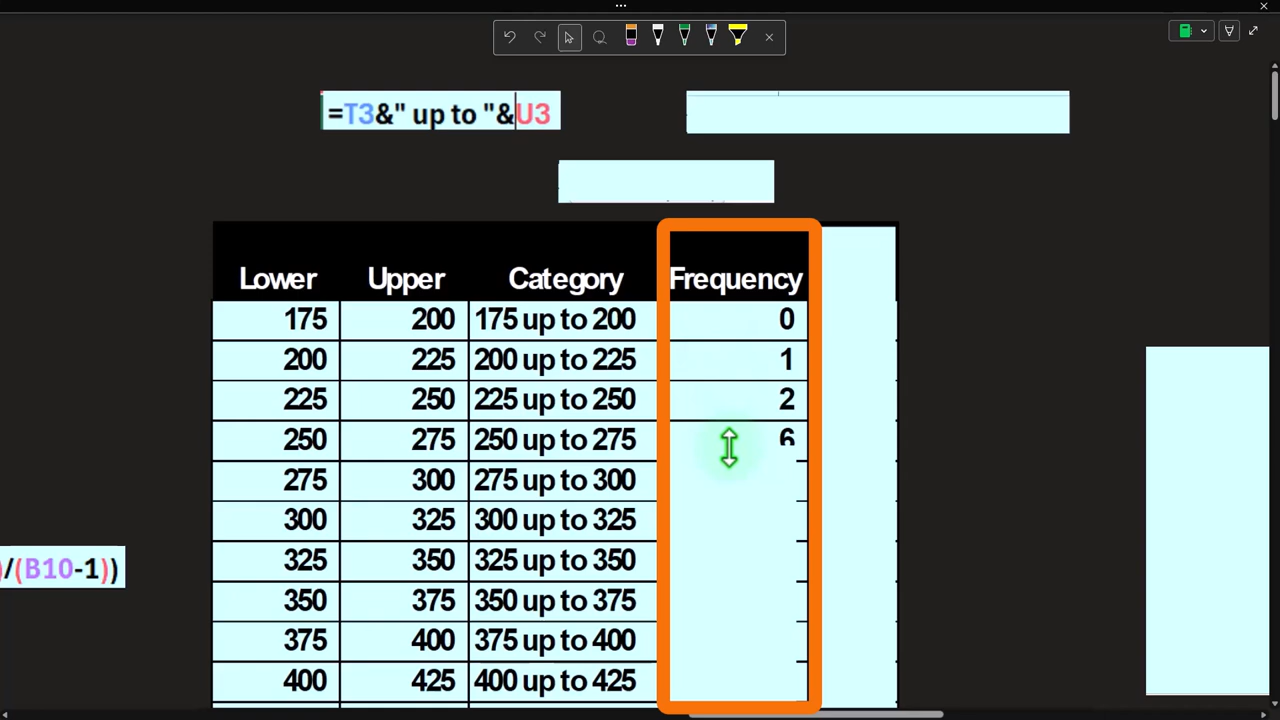 =T3&" up to "&U3
Lower Upper Category Frequency
175 200 175 up to 200 0
200 225 200 up to 225 1
225 250 225 up to 250 2
250 275 250 up to 275 6
275 300 275 up to 300
300 325 300 up to 325
325 350 325 up to 350
)/(B10-1))
350 375 350 up to 375
375 400 375 up to 400
400 425 400 up to 425